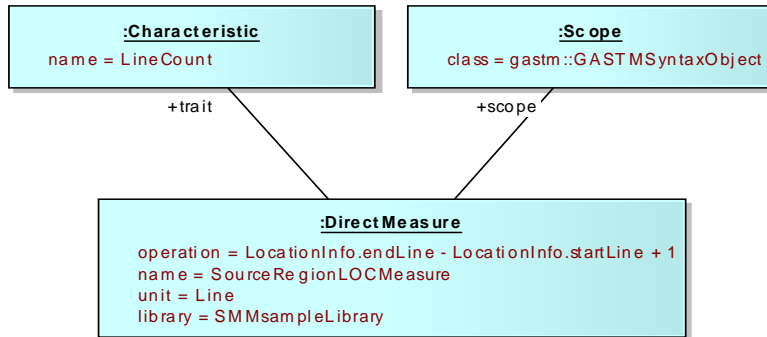 :Characteristic
name = LineCount
:Scope
class = gastm::GASTMSyntaxObject
+trait
+scope
:DirectMeasure
operation = LocationInfo.endLine - LocationInfo.startLine + 1
name = SourceRegionLOCMeasure
unit = Line
library = SMMsampleLibrary